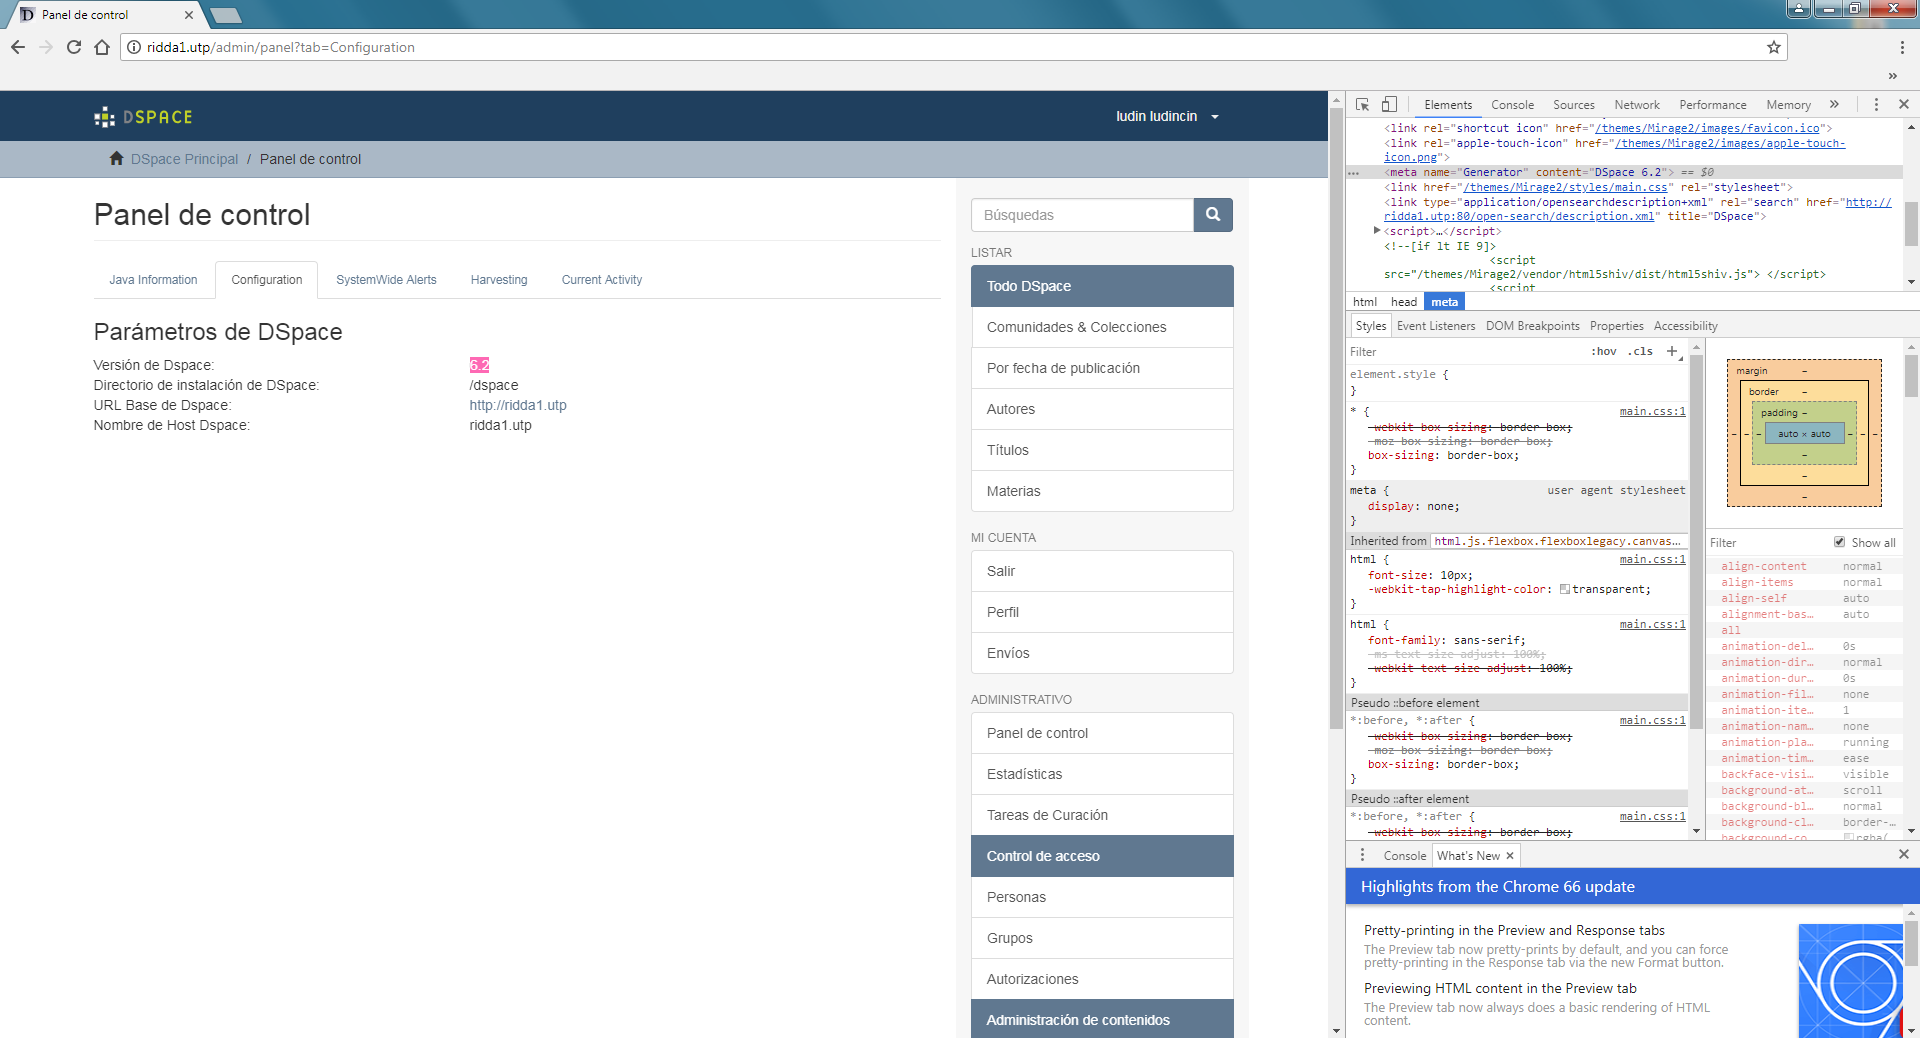 Panel de control
ridda1.utp/admin/panel?tab=Configuration
»
DSPACE
ludin ludincin
DSpace Principal / Panel de control
Panel de control
Java Information
Configuration
SystemWide Alerts
Harvesting
Current Activity
Parámetros de DSpace
Versión de Dspace: 6.2
Directorio de instalación de DSpace: /dspace
URL Base de Dspace: http://ridda1.utp
Nombre de Host Dspace: ridda1.utp
Búsquedas
LISTAR
Todo DSpace
Comunidades & Colecciones
Por fecha de publicación
Autores
Títulos
Materias
MI CUENTA
Salir
Perfil
Envíos
ADMINISTRATIVO
Panel de control
Estadísticas
Tareas de Curación
Control de acceso
Personas
Grupos
Autorizaciones
Administración de contenidos
Elements Console Sources Network Performance Memory »
<link rel="shortcut icon" href="/themes/Mirage2/images/favicon.ico">
<link rel="apple-touch-icon" href="/themes/Mirage2/images/apple-touch-
icon.png">
<meta name="Generator" content="DSpace 6.2"> == $0
<link href="/themes/Mirage2/styles/main.css" rel="stylesheet">
<link type="application/opensearchdescription+xml" rel="search" href="http://
ridda1.utp:80/open-search/description.xml" title="DSpace">
<script>…</script>
<!--[if lt IE 9]>
<script
src="/themes/Mirage2/vendor/html5shiv/dist/html5shiv.js"> </script>
<script
html head meta
Styles Event Listeners DOM Breakpoints Properties Accessibility
Filter :hov .cls +
element.style {
}
* { main.css:1
-webkit-box-sizing: border-box;
-moz-box-sizing: border-box;
box-sizing: border-box;
}
meta { user agent stylesheet
display: none;
}
Inherited from html.js.flexbox.flexboxlegacy.canvas…
html { main.css:1
font-size: 10px;
-webkit-tap-highlight-color: transparent;
}
html { main.css:1
font-family: sans-serif;
-ms-text-size-adjust: 100%;
-webkit-text-size-adjust: 100%;
}
Pseudo ::before element
*:before, *:after { main.css:1
-webkit-box-sizing: border-box;
-moz-box-sizing: border-box;
box-sizing: border-box;
}
Pseudo ::after element
*:before, *:after { main.css:1
-webkit-box-sizing: border-box;
margin –
border –
padding –
– – – auto × auto – – –
–
–
–
Filter Show all
align-content normal
align-items normal
align-self auto
alignment-bas… auto
all
animation-del… 0s
animation-dir… normal
animation-dur… 0s
animation-fil… none
animation-ite… 1
animation-nam… none
animation-pla… running
animation-tim… ease
backface-visi… visible
background-at… scroll
background-bl… normal
background-cl… border-…
background-co… rgba(
Console What's New
Highlights from the Chrome 66 update
Pretty-printing in the Preview and Response tabs
The Preview tab now pretty-prints by default, and you can force
pretty-printing in the Response tab via the new Format button.
Previewing HTML content in the Preview tab
The Preview tab now always does a basic rendering of HTML
content.